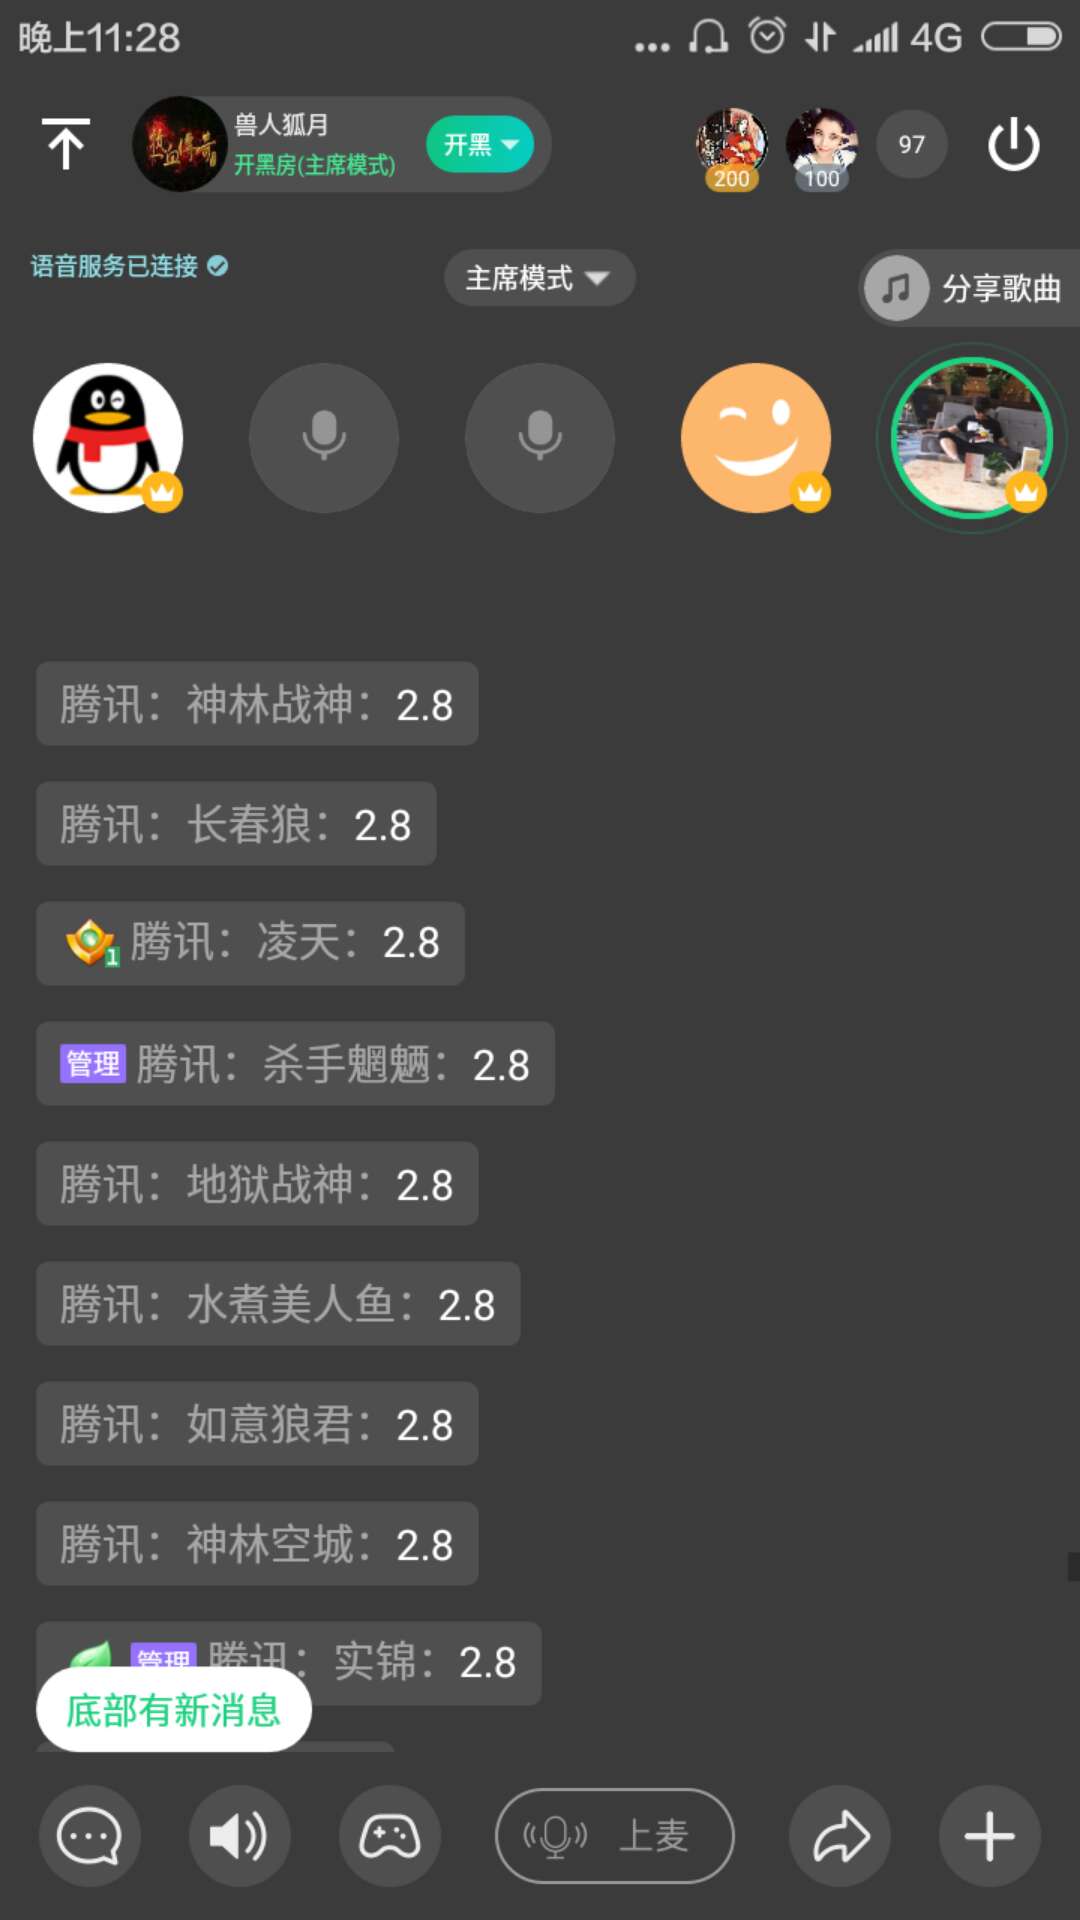 晚上11:28
4G
热血传奇
兽人狐月
开黑房(主席模式)
开黑
200
100
97
语音服务已连接
主席模式
分享歌曲
腾讯：神林战神：2.8
腾讯：长春狼：2.8
1 腾讯：凌天：2.8
管理 腾讯：杀手魍魉：2.8
腾讯：地狱战神：2.8
腾讯：水煮美人鱼：2.8
腾讯：如意狼君：2.8
腾讯：神林空城：2.8
管理 腾讯：实锦：2.8
底部有新消息
上麦